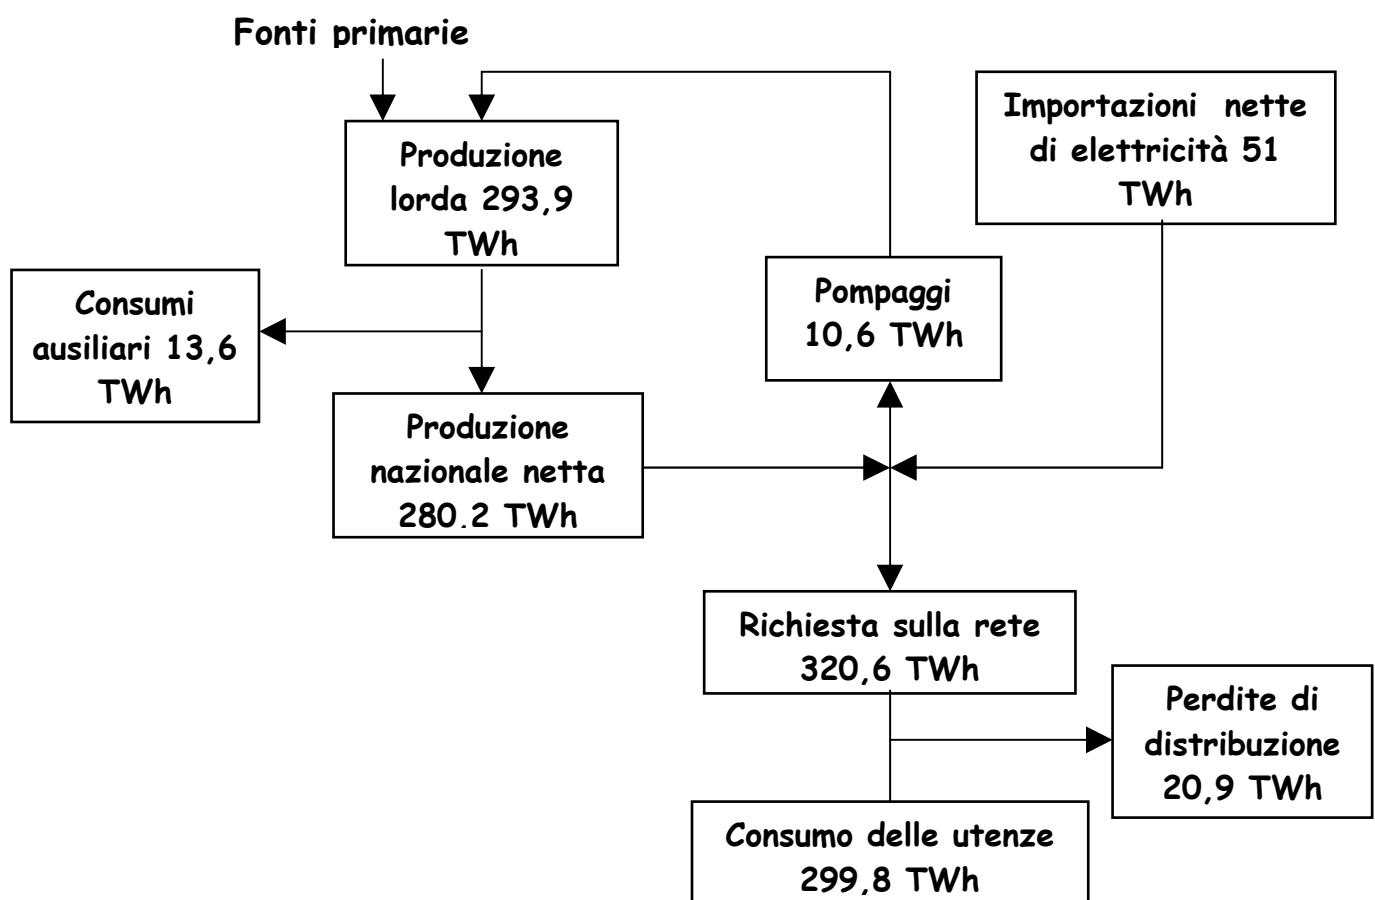 Fonti primarie
Produzione
lorda 293,9
TWh
Importazioni nette
di elettricità 51
TWh
Consumi
ausiliari 13,6
TWh
Pompaggi
10,6 TWh
Produzione
nazionale netta
280,2 TWh
Richiesta sulla rete
320,6 TWh
Perdite di
distribuzione
20,9 TWh
Consumo delle utenze
299,8 TWh